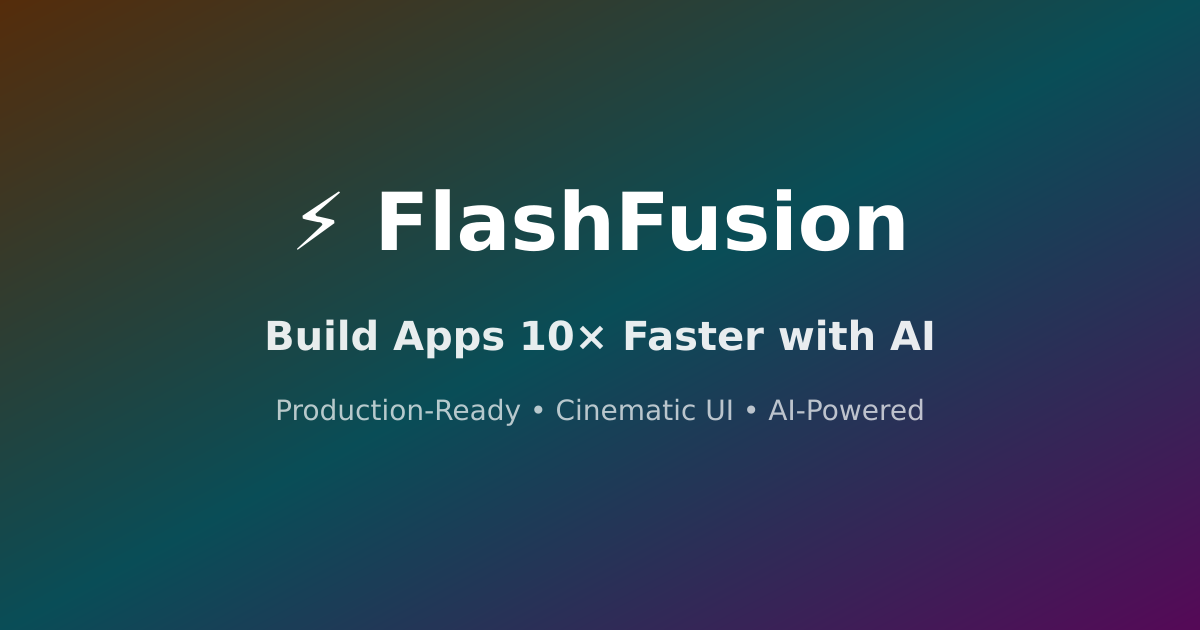 ⚡ FlashFusion
Build Apps 10× Faster with AI
Production-Ready • Cinematic UI • AI-Powered